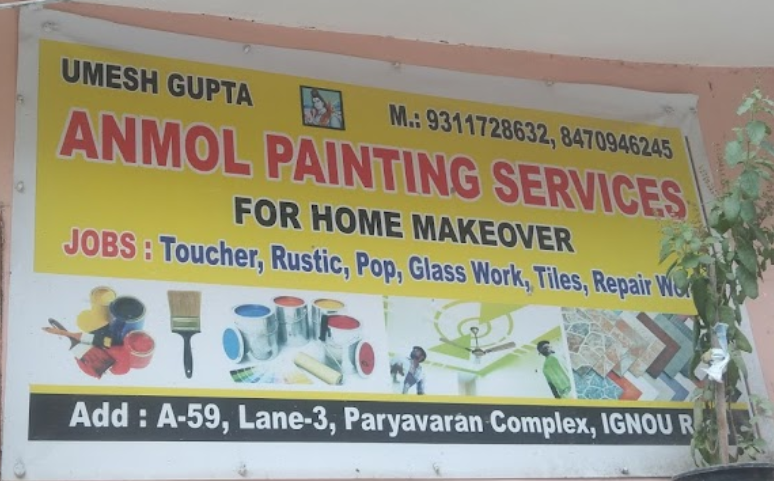 UMESH GUPTA
M.: 9311728632, 8470946245
ANMOL PAINTING SERVICES
FOR HOME MAKEOVER
JOBS : Toucher, Rustic, Pop, Glass Work, Tiles, Repair
Add : A-59, Lane-3, Paryavaran Complex, IGNOU